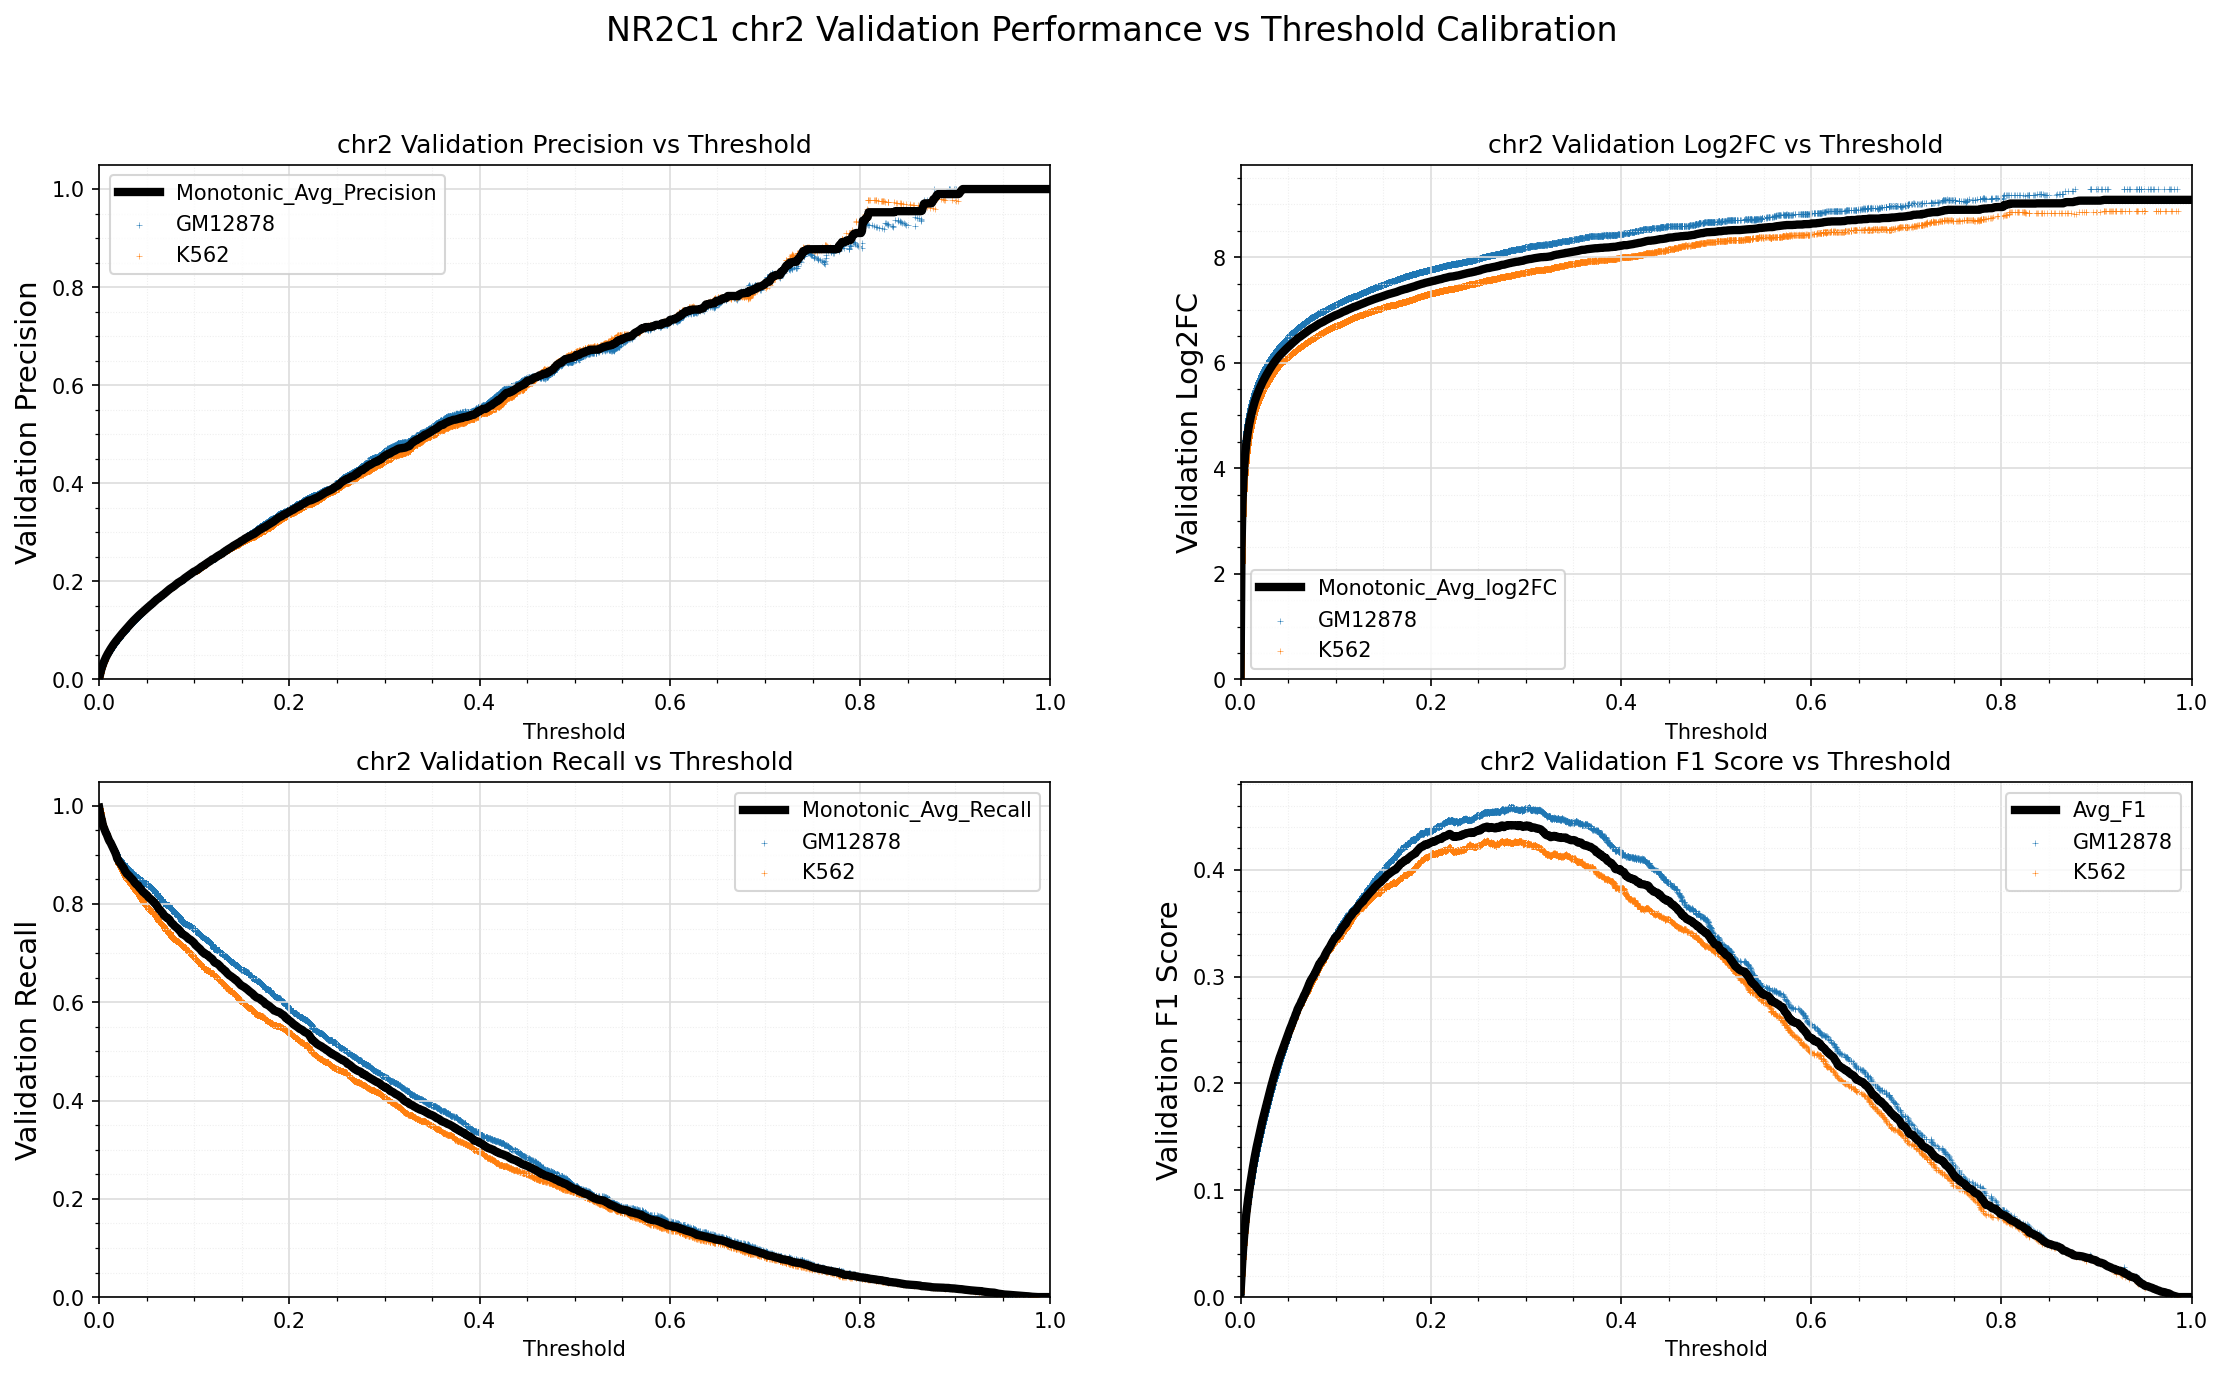 NR2C1 chr2 Validation Performance vs Threshold Calibration
chr2 Validation Precision vs Threshold
Validation Precision
1.0
0.8
0.6
0.4
0.2
0.0
Monotonic_Avg_Precision
GM12878
K562
0.0 0.2 0.4 0.6 0.8 1.0
Threshold
chr2 Validation Log2FC vs Threshold
Validation Log2FC
8
6
4
2
0
Monotonic_Avg_log2FC
GM12878
K562
0.0 0.2 0.4 0.6 0.8 1.0
Threshold
chr2 Validation Recall vs Threshold
Validation Recall
1.0
0.8
0.6
0.4
0.2
0.0
Monotonic_Avg_Recall
GM12878
K562
0.0 0.2 0.4 0.6 0.8 1.0
Threshold
chr2 Validation F1 Score vs Threshold
Validation F1 Score
0.4
0.3
0.2
0.1
0.0
Avg_F1
GM12878
K562
0.0 0.2 0.4 0.6 0.8 1.0
Threshold